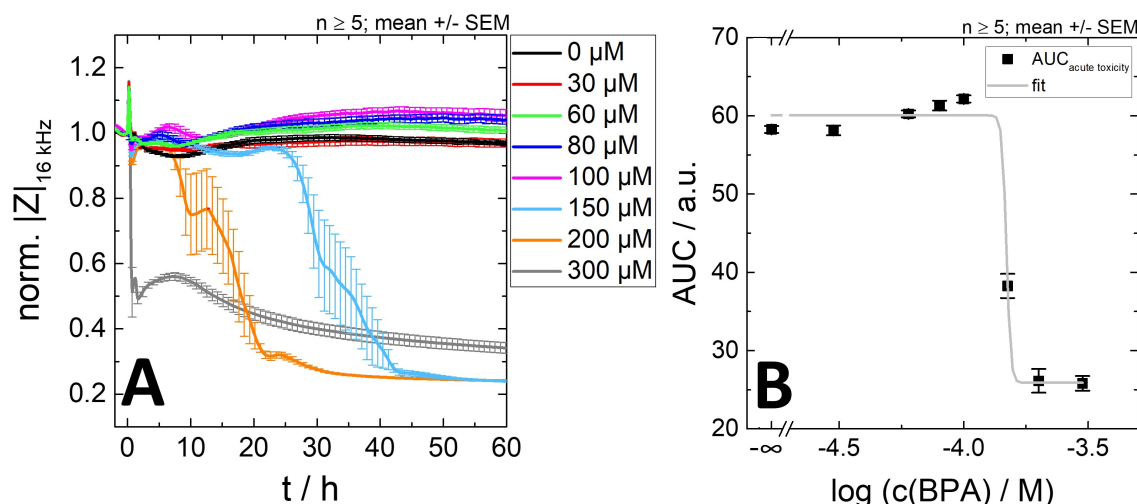 n ≥ 5; mean +/- SEM
norm. |Z|16 kHz
1.2
1.0
0.8
0.6
0.4
0.2
A
0
10
20
30
40
50
60
t / h
0 µM
30 µM
60 µM
80 µM
100 µM
150 µM
200 µM
300 µM
n ≥ 5; mean +/- SEM
AUC / a.u.
70
60
50
40
30
20
AUCacute toxicity
fit
B
-∞
-4.5
-4.0
-3.5
log (c(BPA) / M)